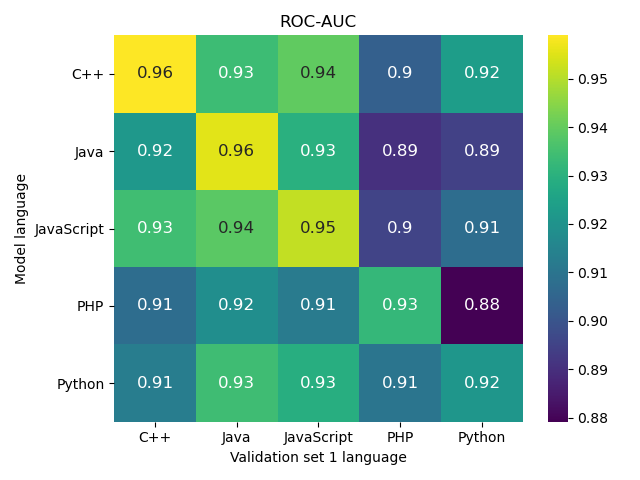 ROC-AUC
C++ 0.96 0.93 0.94 0.9 0.92
Java 0.92 0.96 0.93 0.89 0.89
JavaScript 0.93 0.94 0.95 0.9 0.91
PHP 0.91 0.92 0.91 0.93 0.88
Python 0.91 0.93 0.93 0.91 0.92
C++ Java JavaScript PHP Python
Validation set 1 language
Model language
0.95
0.94
0.93
0.92
0.91
0.90
0.89
0.88